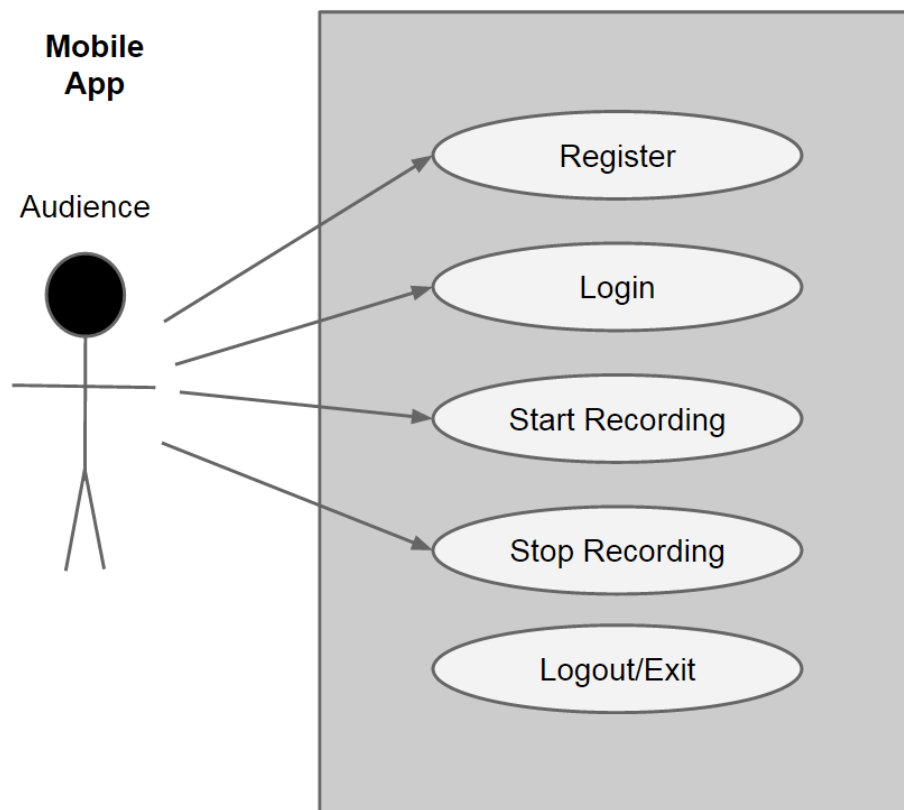 Mobile
App
Audience
Register
Login
Start Recording
Stop Recording
Logout/Exit